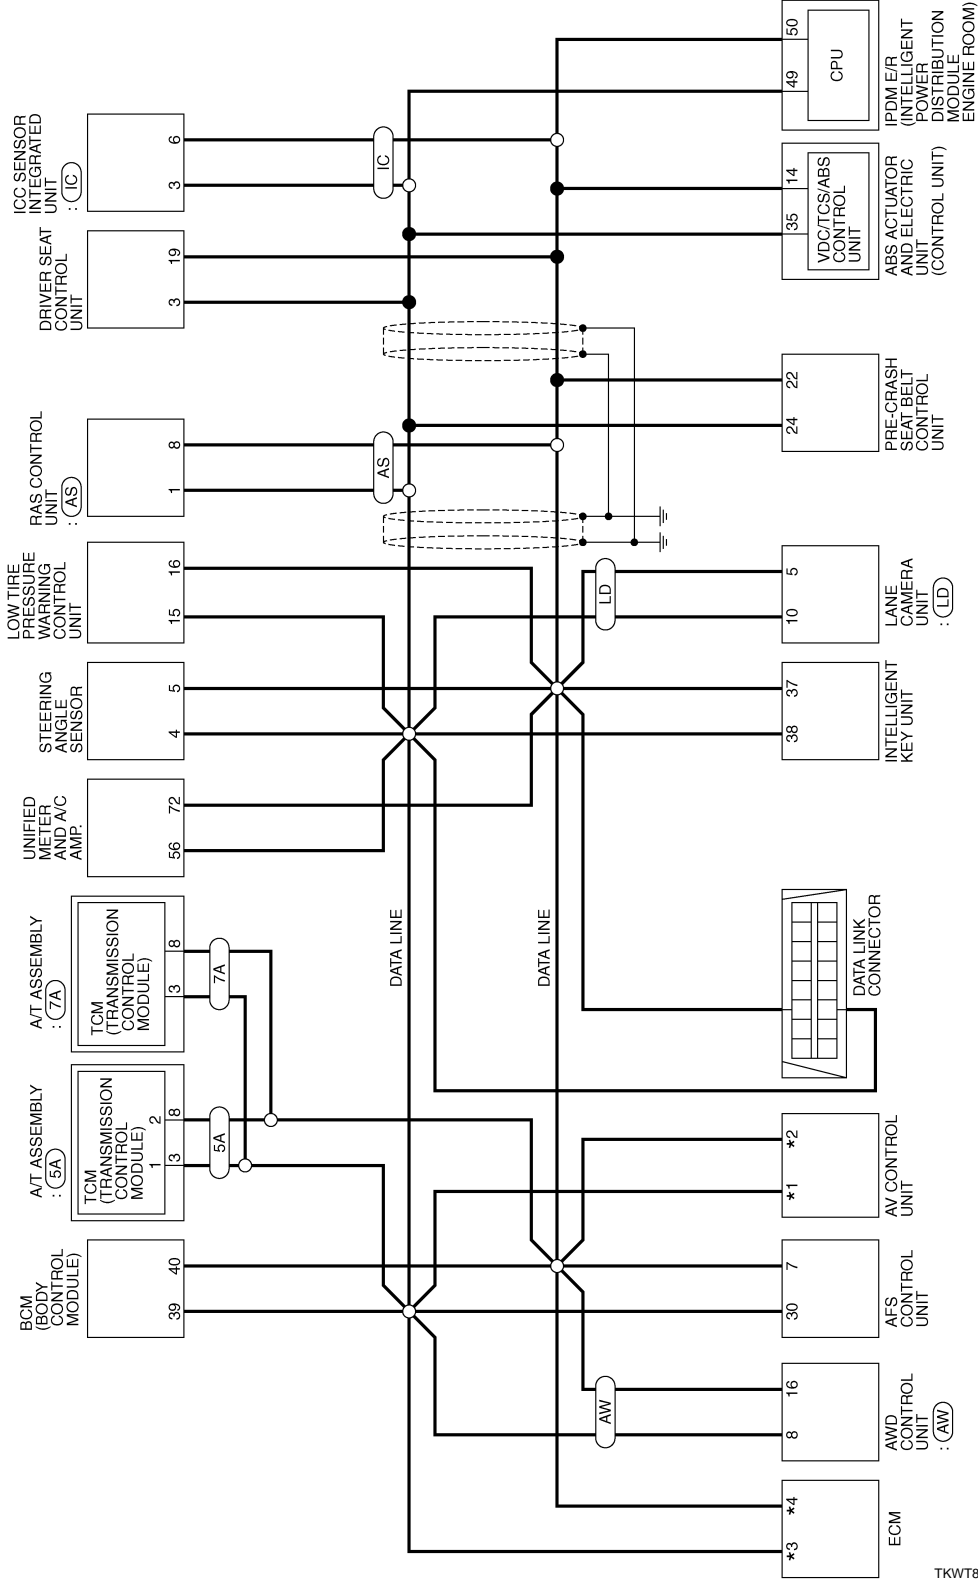 ECM
*3
*4
AWD CONTROL
UNIT
: AW
8
16
AW
BCM
(BODY
CONTROL
MODULE)
39
40
AFS
CONTROL
UNIT
30
7
A/T ASSEMBLY
: 5A
TCM
(TRANSMISSION
CONTROL
MODULE)
1
2
3
8
5A
AV CONTROL
UNIT
*1
*2
A/T ASSEMBLY
: 7A
TCM
(TRANSMISSION
CONTROL
MODULE)
3
8
7A
DATA LINE
DATA LINE
DATA LINK
CONNECTOR
UNIFIED
METER
AND A/C
AMP.
56
72
STEERING
ANGLE
SENSOR
4
5
INTELLIGENT
KEY UNIT
38
37
LOW TIRE
PRESSURE
WARNING
CONTROL
UNIT
15
16
LANE
CAMERA
UNIT
: LD
10
5
LD
RAS CONTROL
UNIT
: AS
1
8
AS
PRE-CRASH
SEAT BELT
CONTROL
UNIT
24
22
DRIVER SEAT
CONTROL
UNIT
3
19
ABS ACTUATOR
AND ELECTRIC
UNIT
(CONTROL UNIT)
VDC/TCS/ABS
CONTROL
UNIT
35
14
ICC SENSOR
INTEGRATED
UNIT
: IC
3
6
IC
IPDM E/R
(INTELLIGENT
POWER
DISTRIBUTION
MODULE
ENGINE ROOM)
CPU
49
50